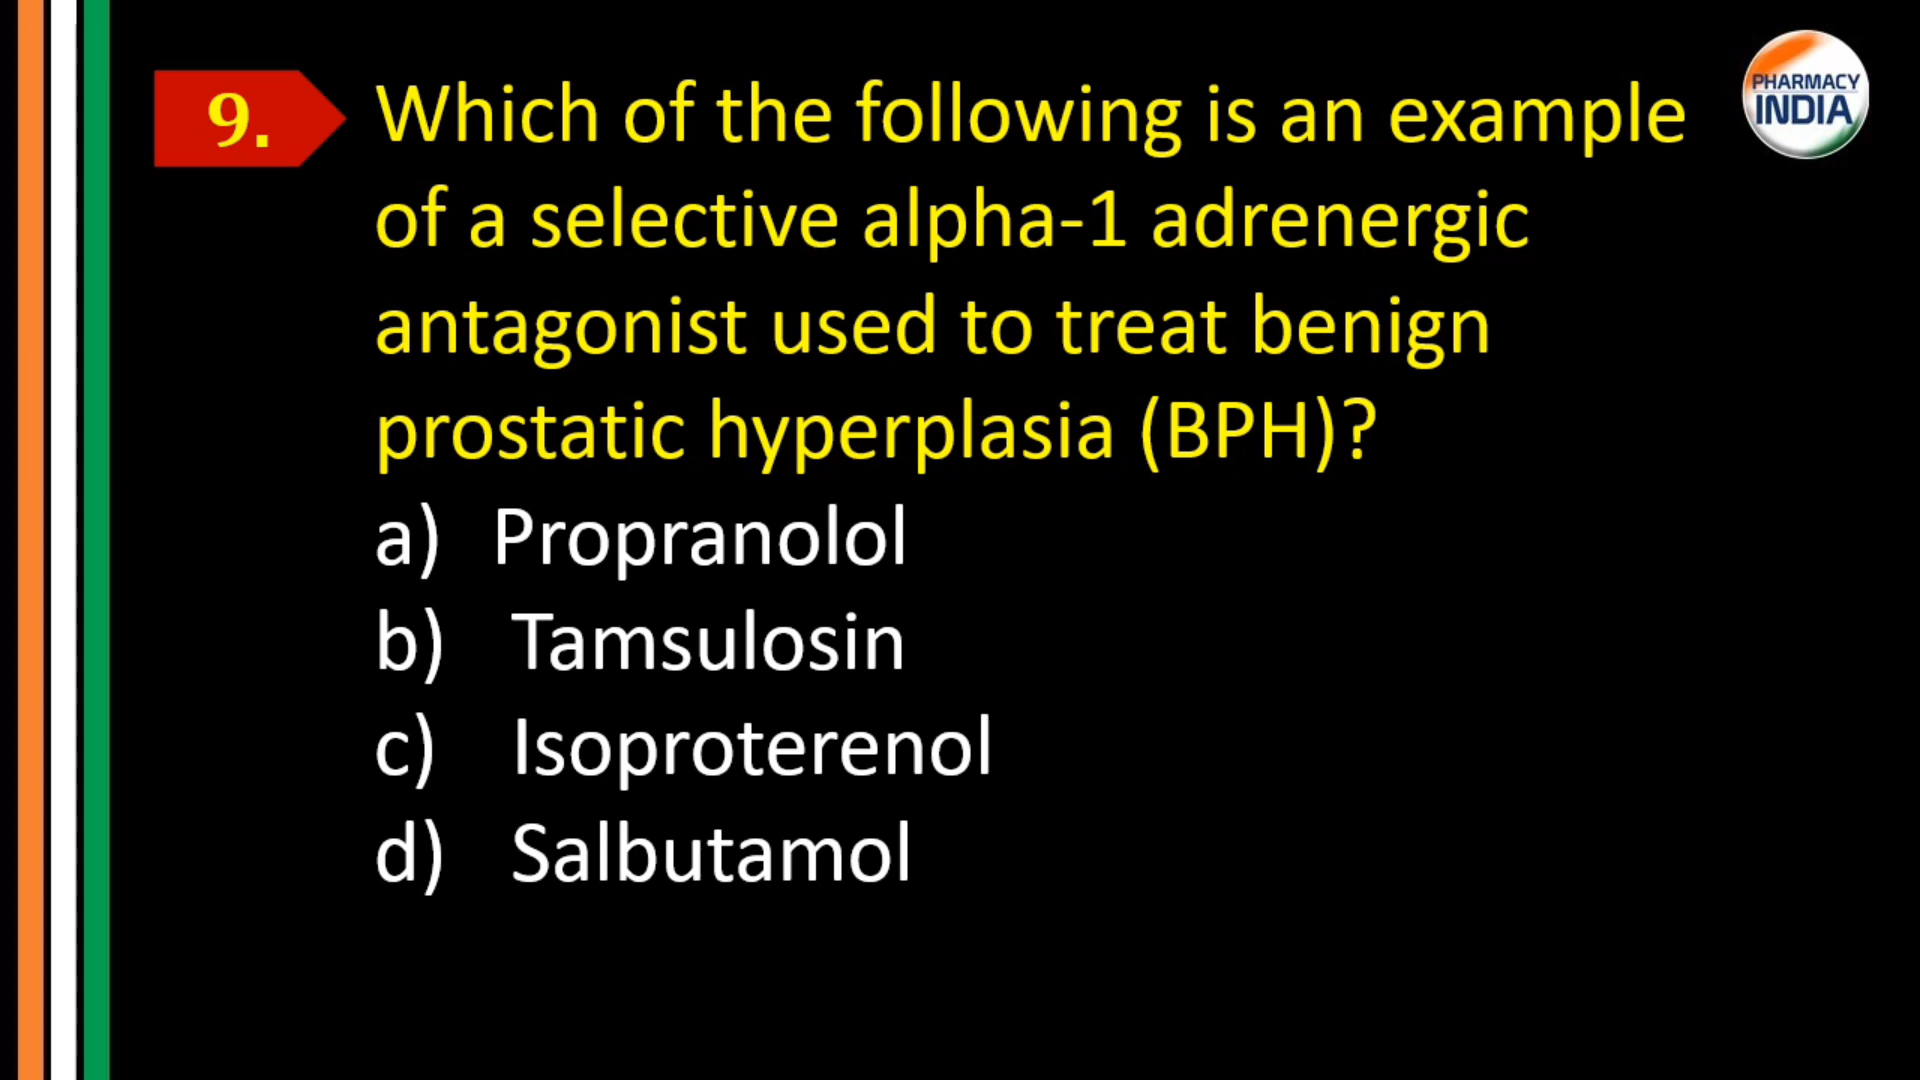 9.
Which of the following is an example
of a selective alpha-1 adrenergic
antagonist used to treat benign
prostatic hyperplasia (BPH)?
a) Propranolol
b) Tamsulosin
c) Isoproterenol
d) Salbutamol
PHARMACY
INDIA